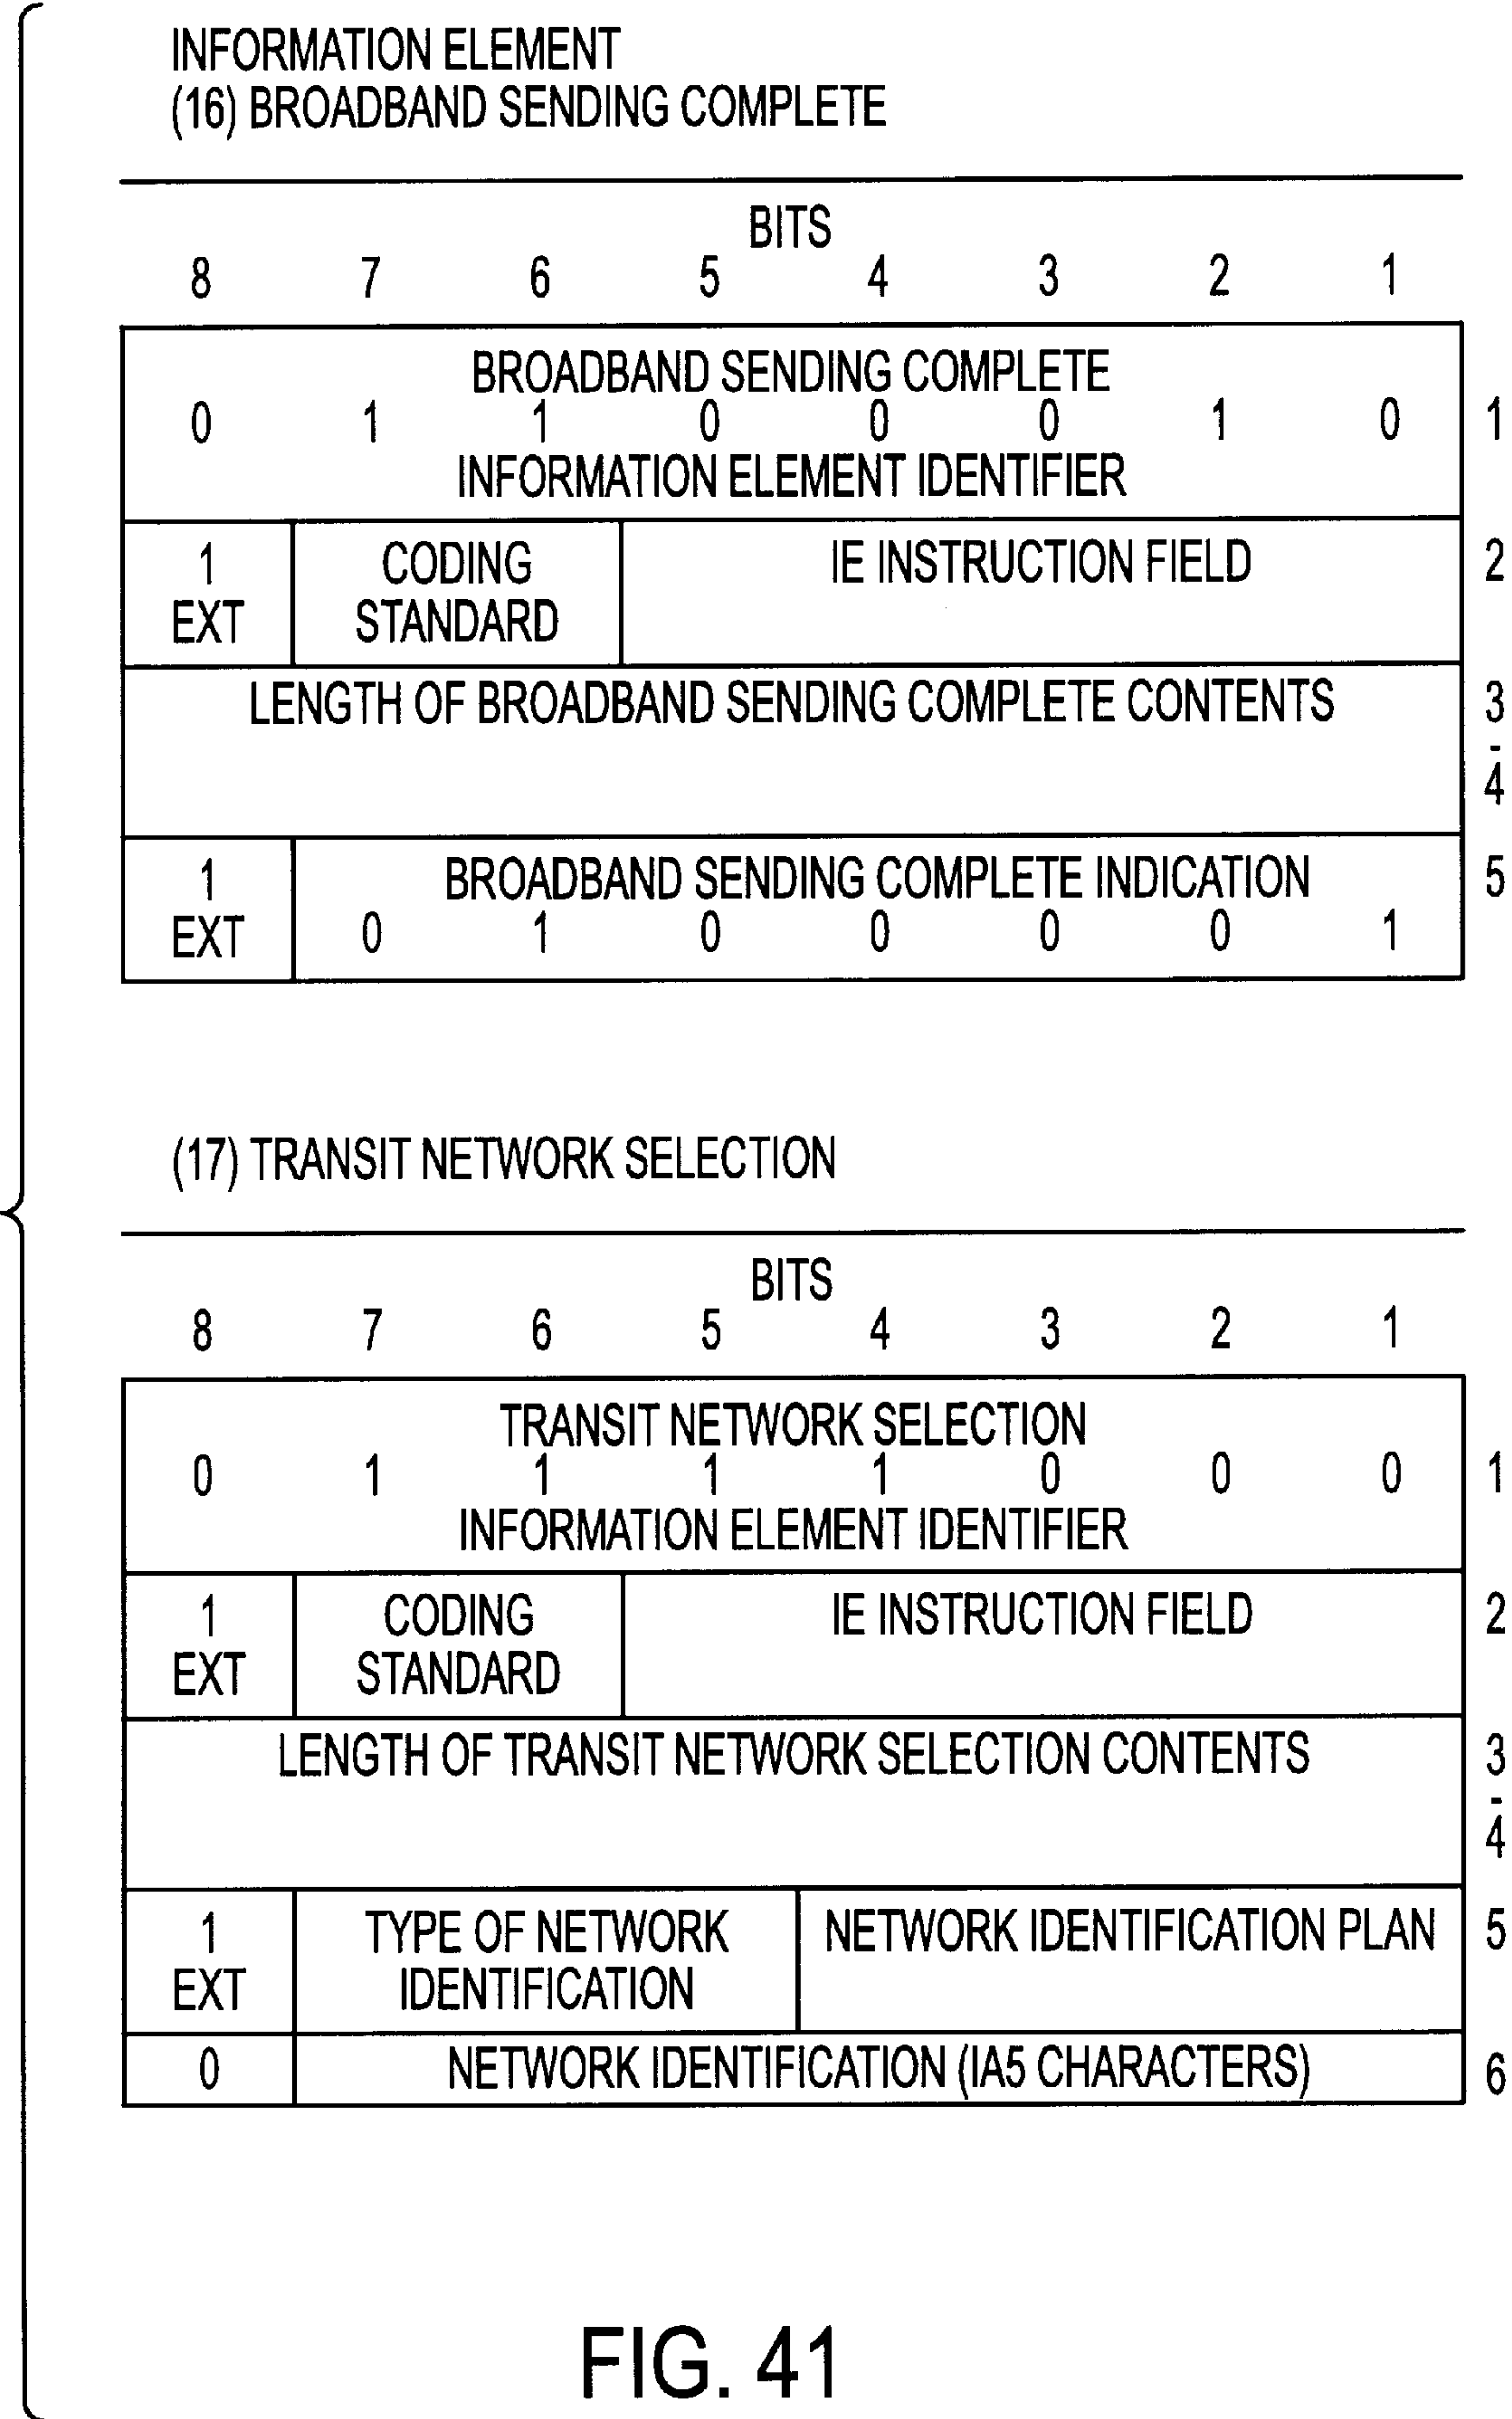 INFORMATION ELEMENT
(16) BROADBAND SENDING COMPLETE
BITS
8 7 6 5 4 3 2 1
BROADBAND SENDING COMPLETE
0 1 1 0 0 0 1 0 1
INFORMATION ELEMENT IDENTIFIER
1 CODING IE INSTRUCTION FIELD 2
EXT STANDARD
LENGTH OF BROADBAND SENDING COMPLETE CONTENTS 3
-
4
1 BROADBAND SENDING COMPLETE INDICATION 5
EXT 0 1 0 0 0 0 1
(17) TRANSIT NETWORK SELECTION
BITS
8 7 6 5 4 3 2 1
TRANSIT NETWORK SELECTION
0 1 1 1 1 0 0 0 1
INFORMATION ELEMENT IDENTIFIER
1 CODING IE INSTRUCTION FIELD 2
EXT STANDARD
LENGTH OF TRANSIT NETWORK SELECTION CONTENTS 3
-
4
1 TYPE OF NETWORK NETWORK IDENTIFICATION PLAN 5
EXT IDENTIFICATION
0 NETWORK IDENTIFICATION (IA5 CHARACTERS) 6
FIG. 41